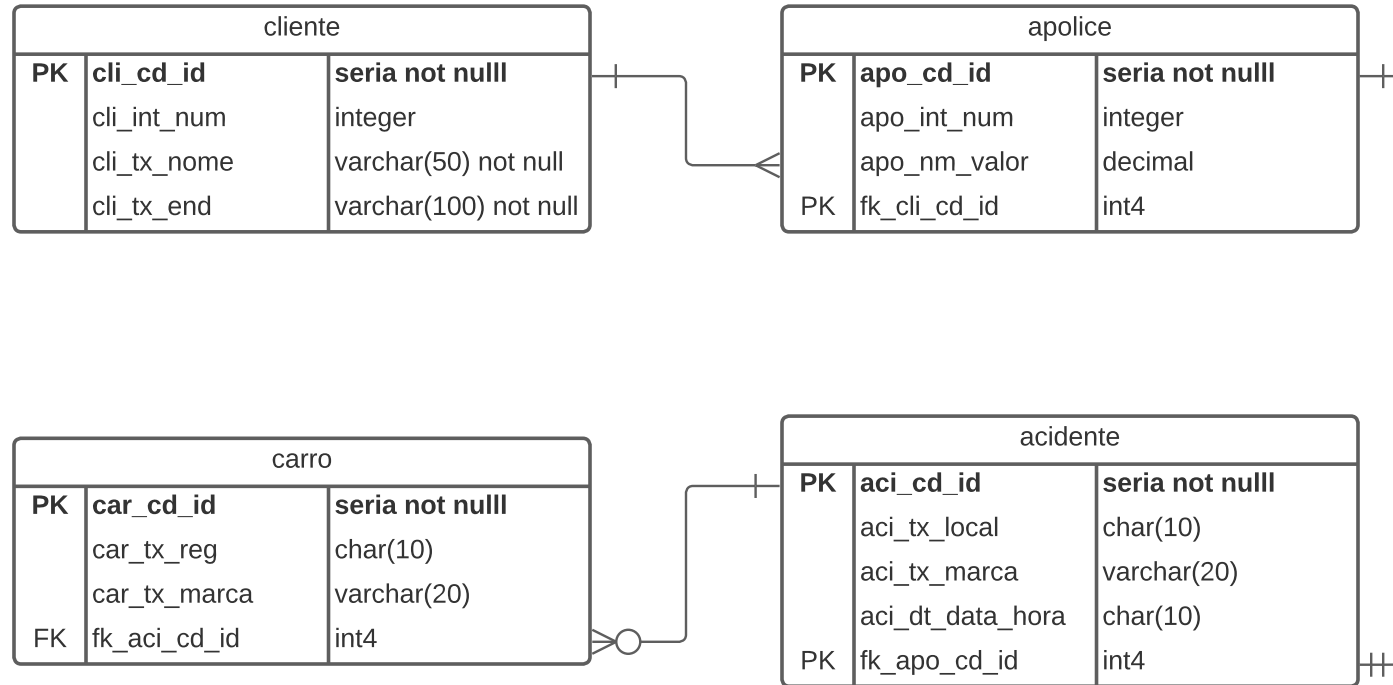 cliente
PK cli_cd_id seria not nulll
cli_int_num integer
cli_tx_nome varchar(50) not null
cli_tx_end varchar(100) not null
apolice
PK apo_cd_id seria not nulll
apo_int_num integer
apo_nm_valor decimal
PK fk_cli_cd_id int4
carro
PK car_cd_id seria not nulll
car_tx_reg char(10)
car_tx_marca varchar(20)
FK fk_aci_cd_id int4
acidente
PK aci_cd_id seria not nulll
aci_tx_local char(10)
aci_tx_marca varchar(20)
aci_dt_data_hora char(10)
PK fk_apo_cd_id int4